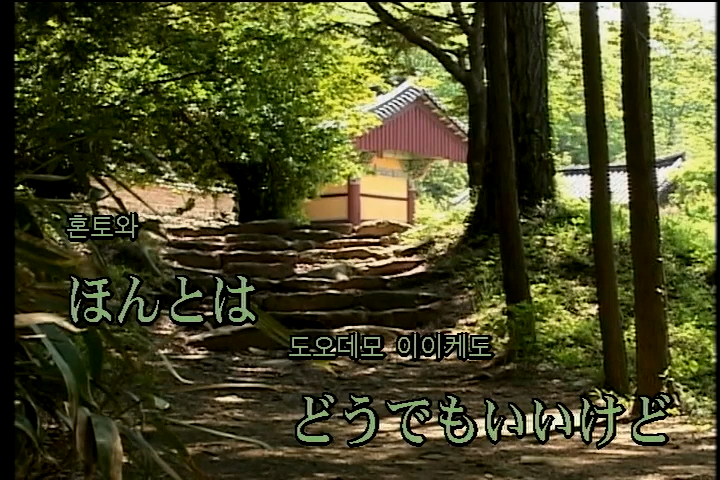 혼토와
ほんとは
도오데모 이이케도
どうでもいいけど